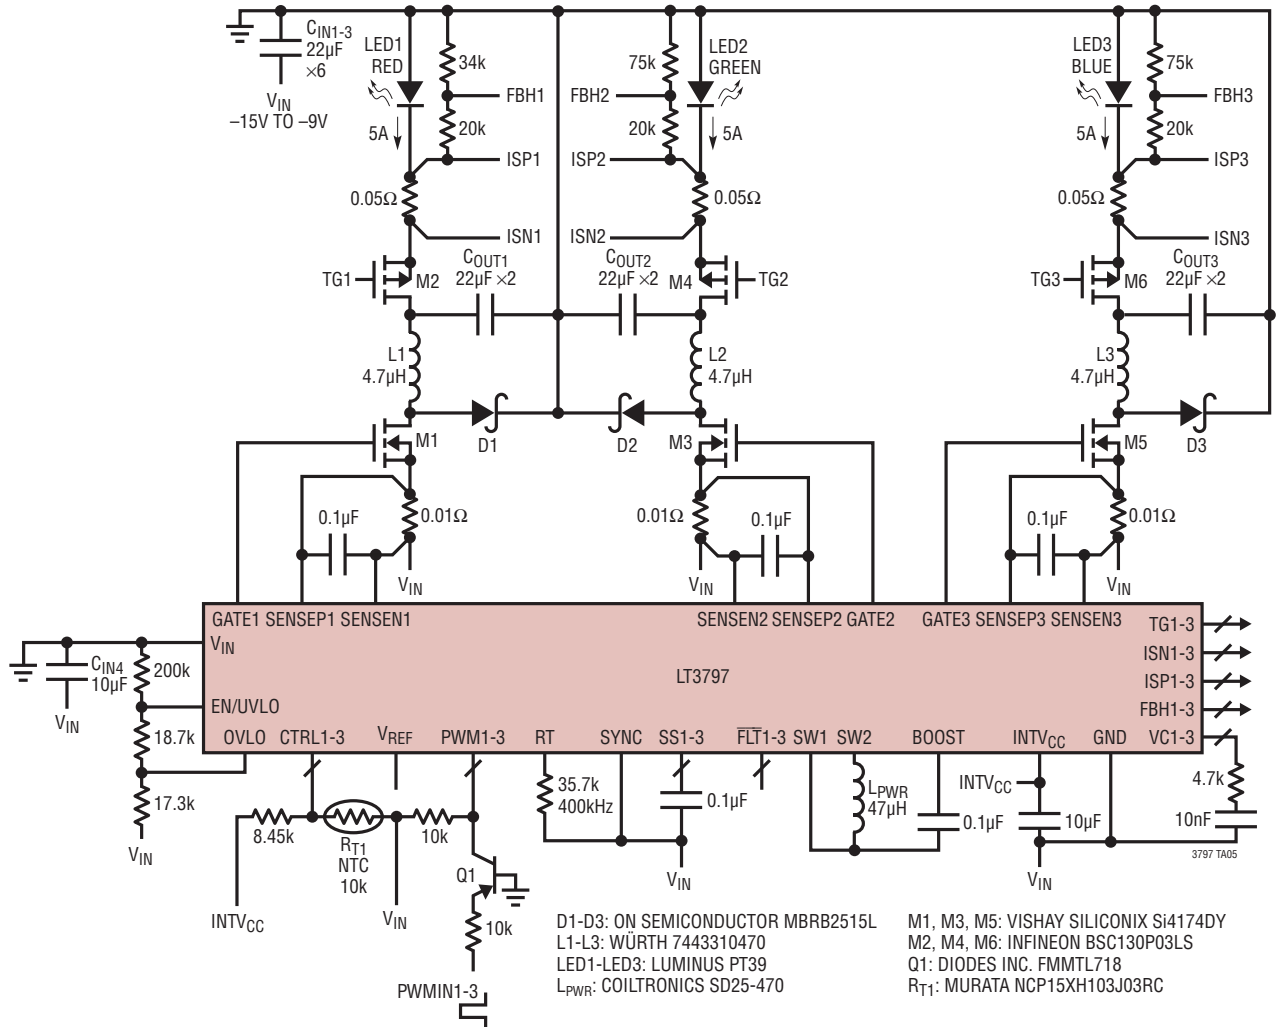 CIN1-3
22µF
×6
VIN
–15V TO –9V
LED1
RED
5A
34k
FBH1
20k
ISP1
0.05Ω
ISN1
75k
FBH2
20k
ISP2
ISN2
LED2
GREEN
5A
0.05Ω
LED3
BLUE
5A
75k
FBH3
20k
ISP3
0.05Ω
ISN3
TG1
M2
COUT1
22µF ×2
COUT2
22µF ×2
M4
TG2
TG3
M6
COUT3
22µF ×2
L1
4.7µH
L2
4.7µH
L3
4.7µH
M1
D1
D2
M3
M5
D3
0.1µF
0.01Ω
VIN
0.01Ω
0.1µF
VIN
0.1µF
0.01Ω
VIN
GATE1 SENSEP1 SENSEN1
SENSEN2 SENSEP2 GATE2
GATE3 SENSEP3 SENSEN3
VIN
EN/UVLO
LT3797
TG1-3
ISN1-3
ISP1-3
FBH1-3
VC1-3
OVLO CTRL1-3 VREF PWM1-3 RT SYNC SS1-3 FLT1-3 SW1 SW2 BOOST INTVCC GND
CIN4
10µF
VIN
200k
18.7k
17.3k
VIN
8.45k
INTVCC
RT1
NTC
10k
VIN
10k
Q1
10k
PWMIN1-3
35.7k
400kHz
0.1µF
VIN
LPWR
47µH
0.1µF
INTVCC
10µF
VIN
4.7k
10nF
3797 TA05
D1-D3: ON SEMICONDUCTOR MBRB2515L
L1-L3: WÜRTH 7443310470
LED1-LED3: LUMINUS PT39
LPWR: COILTRONICS SD25-470
M1, M3, M5: VISHAY SILICONIX Si4174DY
M2, M4, M6: INFINEON BSC130P03LS
Q1: DIODES INC. FMMTL718
RT1: MURATA NCP15XH103J03RC